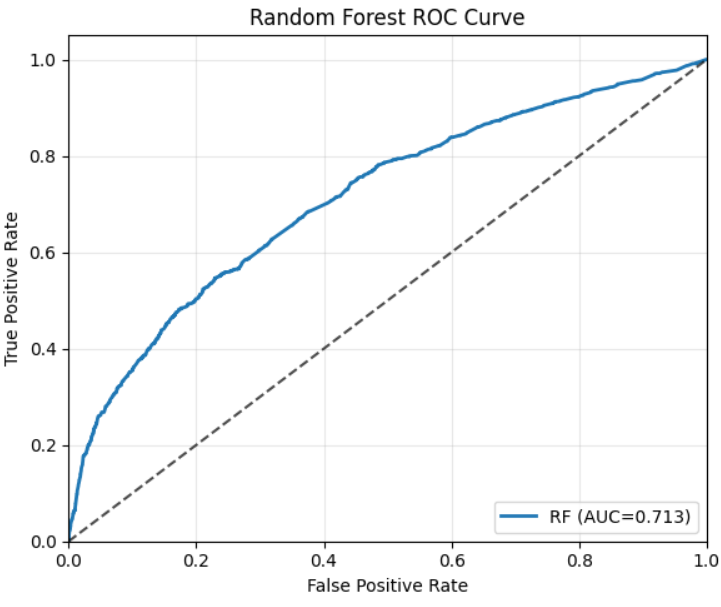 Random Forest ROC Curve
True Positive Rate
1.0
0.8
0.6
0.4
0.2
0.0
RF (AUC=0.713)
0.0 0.2 0.4 0.6 0.8 1.0
False Positive Rate